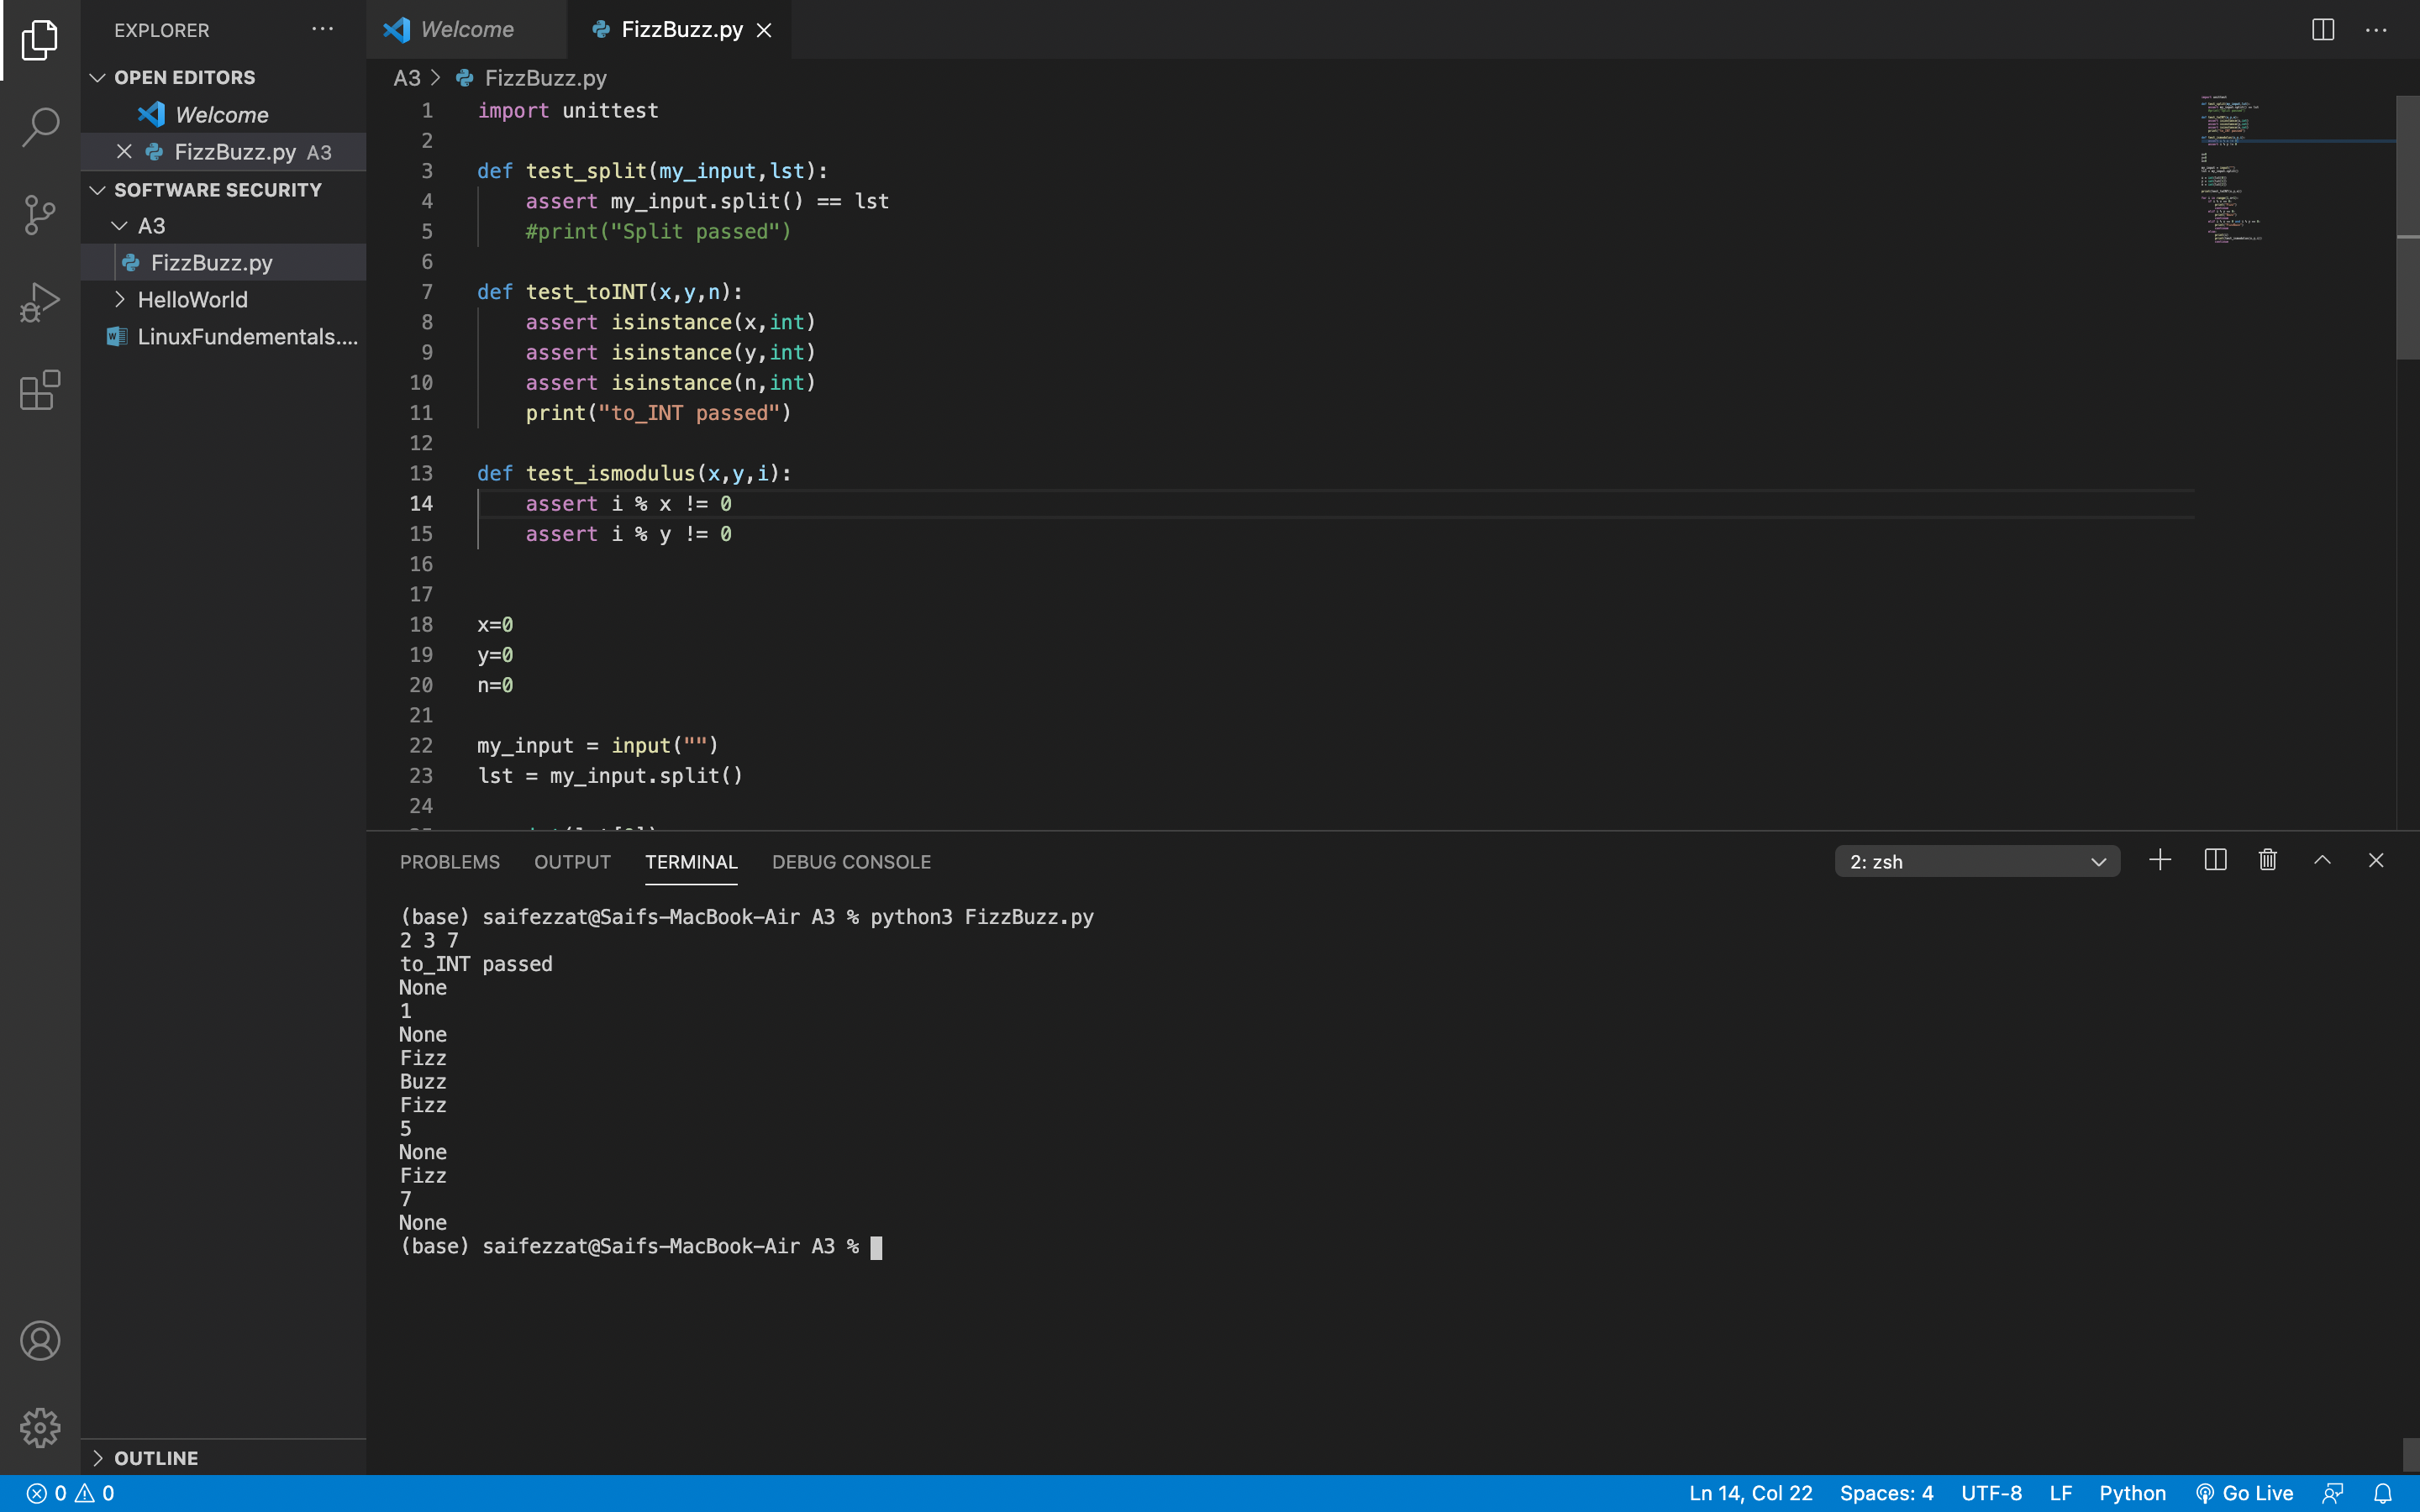 EXPLORER
OPEN EDITORS
Welcome
FizzBuzz.py A3
SOFTWARE SECURITY
A3
FizzBuzz.py
HelloWorld
LinuxFundementals....
OUTLINE
Welcome
FizzBuzz.py
A3 > FizzBuzz.py
1 import unittest
2
3 def test_split(my_input,lst):
4 assert my_input.split() == lst
5 #print("Split passed")
6
7 def test_toINT(x,y,n):
8 assert isinstance(x,int)
9 assert isinstance(y,int)
10 assert isinstance(n,int)
11 print("to_INT passed")
12
13 def test_ismodulus(x,y,i):
14 assert i % x != 0
15 assert i % y != 0
16
17
18 x=0
19 y=0
20 n=0
21
22 my_input = input("")
23 lst = my_input.split()
24
PROBLEMS OUTPUT TERMINAL DEBUG CONSOLE
2: zsh
(base) saifezzat@Saifs-MacBook-Air A3 % python3 FizzBuzz.py
2 3 7
to_INT passed
None
1
None
Fizz
Buzz
Fizz
5
None
Fizz
7
None
(base) saifezzat@Saifs-MacBook-Air A3 %
0 0
Ln 14, Col 22 Spaces: 4 UTF-8 LF Python Go Live